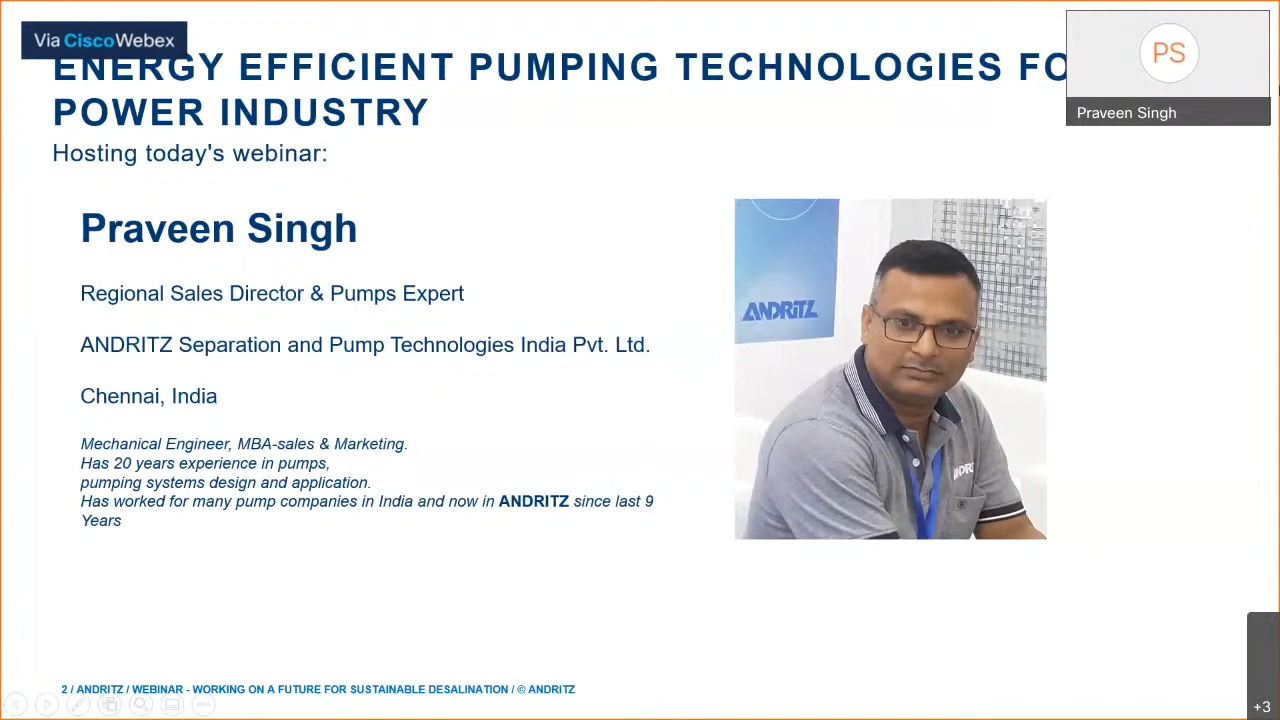 Via CiscoWebex
ENERGY EFFICIENT PUMPING TECHNOLOGIES
POWER INDUSTRY
Hosting today's webinar:
PS
Praveen Singh
Praveen Singh
Regional Sales Director & Pumps Expert
ANDRITZ Separation and Pump Technologies India Pvt. Ltd.
Chennai, India
Mechanical Engineer, MBA-sales & Marketing.
Has 20 years experience in pumps,
pumping systems design and application.
Has worked for many pump companies in India and now in ANDRITZ since last 9
Years
ANDRITZ
2 / ANDRITZ / WEBINAR - WORKING ON A FUTURE FOR SUSTAINABLE DESALINATION / © ANDRITZ
+3